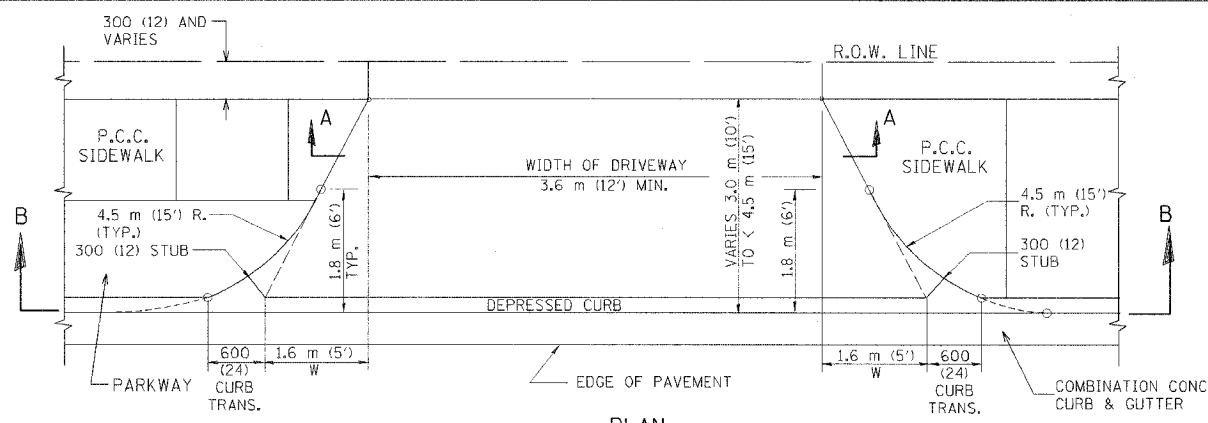 300 (12) AND
VARIES
R.O.W. LINE
A
A
P.C.C.
SIDEWALK
P.C.C.
SIDEWALK
WIDTH OF DRIVEWAY
3.6 m (12') MIN.
VARIES 3.0 m (10')
TO < 4.5 m (15')
B
B
4.5 m (15') R.
(TYP.)
300 (12) STUB
1.8 m (6')
TYP.
1.8 m (6')
4.5 m (15')
R. (TYP.)
300 (12)
STUB
DEPRESSED CURB
PARKWAY
600
(24)
CURB
TRANS.
1.6 m (5')
W
EDGE OF PAVEMENT
1.6 m (5')
W
600
(24)
CURB
TRANS.
COMBINATION CONC
CURB & GUTTER
PLAN